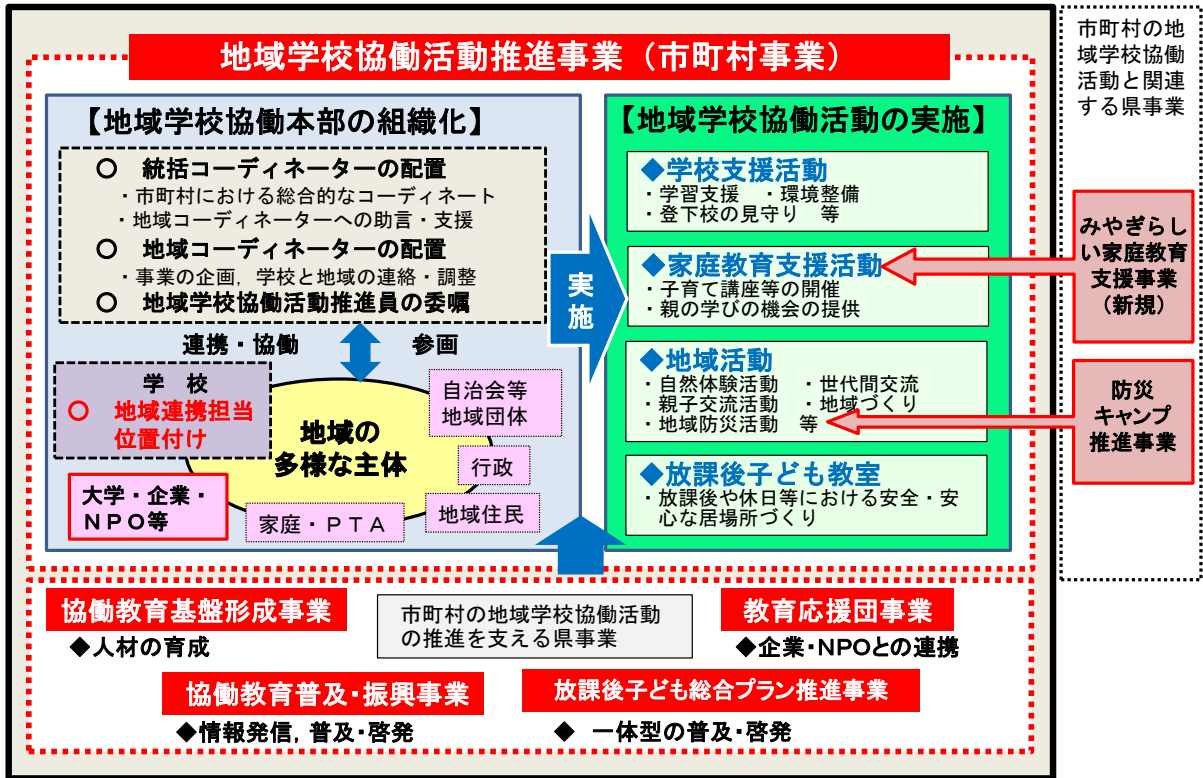 地域学校協働活動推進事業（市町村事業）
【地域学校協働本部の組織化】
○　統括コーディネーターの配置
・市町村における総合的なコーディネート
・地域コーディネーターへの助言・支援
○　地域コーディネーターの配置
・事業の企画，学校と地域の連絡・調整
○　地域学校協働活動推進員の委嘱
連携・協働
参画
学　校
○　地域連携担当
位置付け
地域の
多様な主体
自治会等
地域団体
行政
地域住民
家庭・ＰＴＡ
大学・企業・
ＮＰＯ等
実
施
【地域学校協働活動の実施】
◆学校支援活動
・学習支援　・環境整備
・登下校の見守り　等
◆家庭教育支援活動
・子育て講座等の開催
・親の学びの機会の提供
◆地域活動
・自然体験活動　・世代間交流
・親子交流活動　・地域づくり
・地域防災活動　等
◆放課後子ども教室
・放課後や休日等における安全・安
心な居場所づくり
市町村の地
域学校協働
活動と関連
する県事業
みやぎらし
い家庭教育
支援事業
（新規）
防災
キャンプ
推進事業
協働教育基盤形成事業
◆人材の育成
市町村の地域学校協働活動
の推進を支える県事業
教育応援団事業
◆企業・NPOとの連携
協働教育普及・振興事業
◆情報発信，普及・啓発
放課後子ども総合プラン推進事業
◆　一体型の普及・啓発